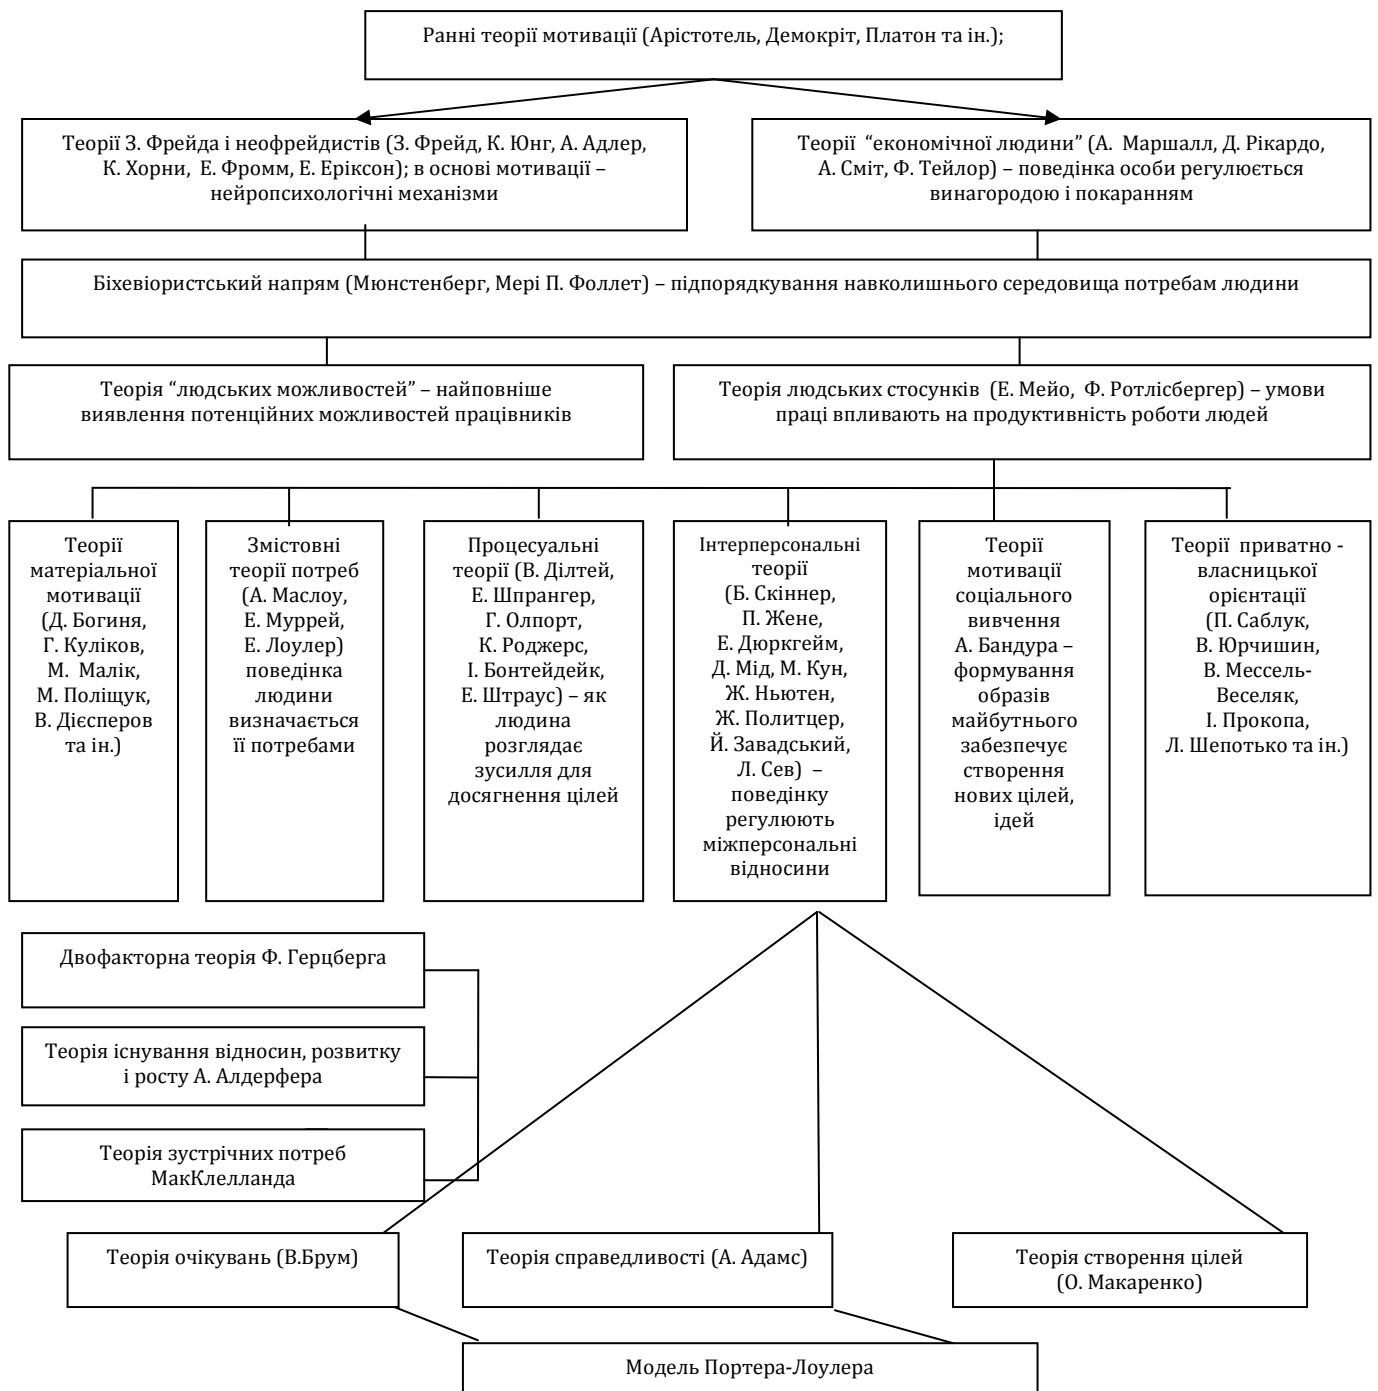 Ранні теорії мотивації (Арістотель, Демокріт, Платон та ін.);
Теорії З. Фрейда і неофрейдистів (З. Фрейд, К. Юнг, А. Адлер,
К. Хорни, Е. Фромм, Е. Еріксон); в основі мотивації –
нейропсихологічні механізми
Теорії “економічної людини” (А. Маршалл, Д. Рікардо,
А. Сміт, Ф. Тейлор) – поведінка особи регулюється
винагородою і покаранням
Біхевіористський напрям (Мюнстенберг, Мері П. Фоллет) – підпорядкування навколишнього середовища потребам людини
Теорія “людських можливостей” – найповніше
виявлення потенційних можливостей працівників
Теорія людських стосунків (Е. Мейо, Ф. Ротлісбергер) – умови
праці впливають на продуктивність роботи людей
Теорії
матеріальної
мотивації
(Д. Богиня,
Г. Куліков,
М. Малік,
М. Поліщук,
В. Дієсперов
та ін.)
Змістовні
теорії потреб
(А. Маслоу,
Е. Муррей,
Е. Лоулер)
поведінка
людини
визначається
її потребами
Процесуальні
теорії (В. Ділтей,
Е. Шпрангер,
Г. Олпорт,
К. Роджерс,
І. Бонтейдейк,
Е. Штраус) – як
людина
розглядає
зусилля для
досягнення цілей
Інтерперсональні
теорії
(Б. Скіннер,
П. Жене,
Е. Дюркгейм,
Д. Мід, М. Кун,
Ж. Ньютен,
Ж. Политцер,
Й. Завадський,
Л. Сев) –
поведінку
регулюють
міжперсональні
відносини
Теорії
мотивації
соціального
вивчення
А. Бандура –
формування
образів
майбутнього
забезпечує
створення
нових цілей,
ідей
Теорії приватно -
власницької
орієнтації
(П. Саблук,
В. Юрчишин,
В. Мессель-
Веселяк,
І. Прокопа,
Л. Шепотько та ін.)
Двофакторна теорія Ф. Герцберга
Теорія існування відносин, розвитку
і росту А. Алдерфера
Теорія зустрічних потреб
МакКлелланда
Теорія очікувань (В.Брум)
Теорія справедливості (А. Адамс)
Теорія створення цілей
(О. Макаренко)
Модель Портера-Лоулера